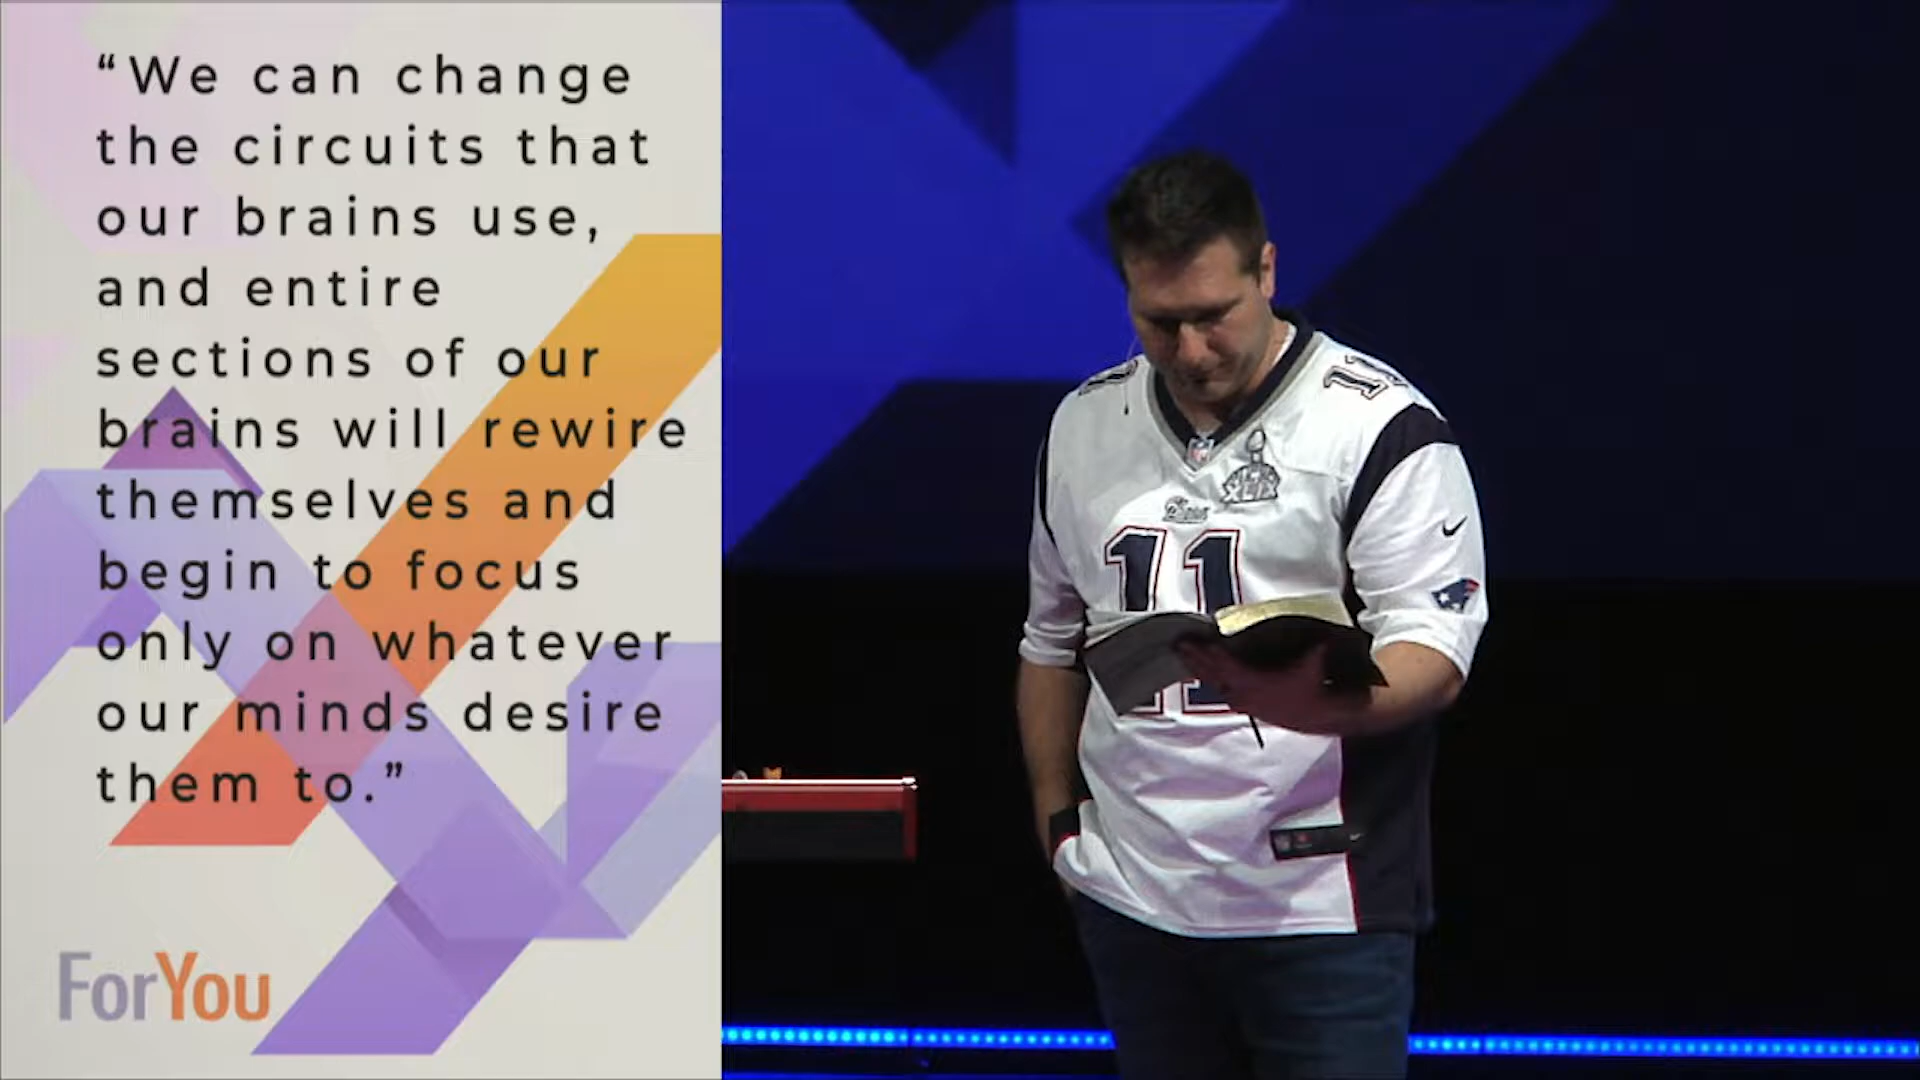 “We can change
the circuits that
our brains use,
and entire
sections of our
brains will rewire
themselves and
begin to focus
only on whatever
our minds desire
them to.”
ForYou
11
XLIX
11